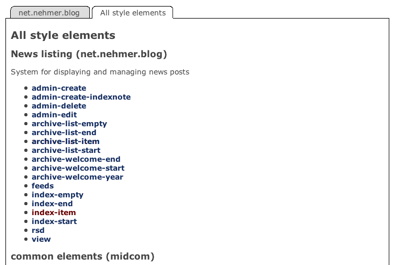 net.nehmer.blog
All style elements
All style elements
News listing (net.nehmer.blog)
System for displaying and managing news posts
admin-create
admin-create-indexnote
admin-delete
admin-edit
archive-list-empty
archive-list-end
archive-list-item
archive-list-start
archive-welcome-end
archive-welcome-start
archive-welcome-year
feeds
index-empty
index-end
index-item
index-start
rsd
view
common elements (midcom)